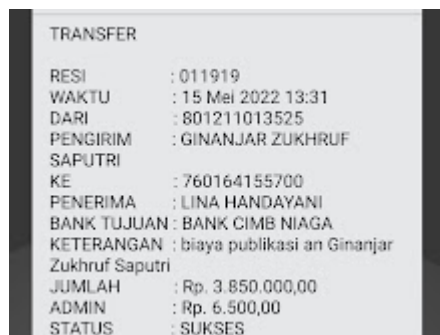 TRANSFER
RESI : 011919
WAKTU : 15 Mei 2022 13:31
DARI : 801211013525
PENGIRIM : GINANJAR ZUKHRUF
SAPUTRI
KE : 760164155700
PENERIMA : LINA HANDAYANI
BANK TUJUAN : BANK CIMB NIAGA
KETERANGAN : biaya publikasi an Ginanjar
Zukhruf Saputri
JUMLAH : Rp. 3.850.000,00
ADMIN : Rp. 6.500,00
STATUS : SUKSES